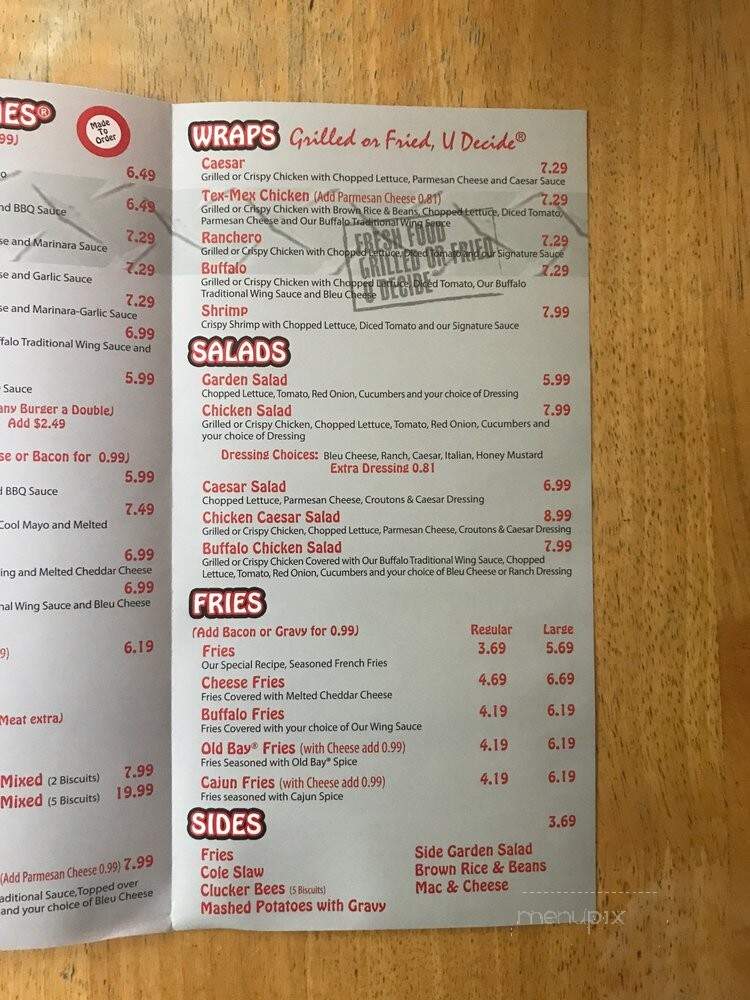 IES®
99)
Made
To
Order
o
6.49
nd BBQ Sauce
6.49
se and Marinara Sauce
7.29
se and Garlic Sauce
7.29
se and Marinara-Garlic Sauce
7.29
ffalo Traditional Wing Sauce and
6.99
Sauce
5.99
any Burger a Double)
Add $2.49
se or Bacon for 0.99)
5.99
d BBQ Sauce
7.49
Cool Mayo and Melted
6.99
ing and Melted Cheddar Cheese
6.99
nal Wing Sauce and Bleu Cheese
9)
6.19
Meat extra)
Mixed (2 Biscuits) 7.99
Mixed (5 Biscuits) 19.99
(Add Parmesan Cheese 0.99) 7.99
aditional Sauce, Topped over
and your choice of Bleu Cheese
WRAPS Grilled or Fried, U Decide®
Caesar 7.29
Grilled or Crispy Chicken with Chopped Lettuce, Parmesan Cheese and Caesar Sauce
Tex-Mex Chicken (Add Parmesan Cheese 0.81) 7.29
Grilled or Crispy Chicken with Brown Rice & Beans, Chopped Lettuce, Diced Tomato,
Parmesan Cheese and Our Buffalo Traditional Wing Sauce
Ranchero 7.29
Grilled or Crispy Chicken with Chopped Lettuce, Diced Tomato and our Signature Sauce
Buffalo 7.29
Grilled or Crispy Chicken with Chopped Lettuce, Diced Tomato, Our Buffalo
Traditional Wing Sauce and Bleu Cheese
FRESH FOOD
GRILLED OR FRIED
U DECIDE
Shrimp 7.99
Crispy Shrimp with Chopped Lettuce, Diced Tomato and our Signature Sauce
SALADS
Garden Salad 5.99
Chopped Lettuce, Tomato, Red Onion, Cucumbers and your choice of Dressing
Chicken Salad 7.99
Grilled or Crispy Chicken, Chopped Lettuce, Tomato, Red Onion, Cucumbers and
your choice of Dressing
Dressing Choices: Bleu Cheese, Ranch, Caesar, Italian, Honey Mustard
Extra Dressing 0.81
Caesar Salad 6.99
Chopped Lettuce, Parmesan Cheese, Croutons & Caesar Dressing
Chicken Caesar Salad 8.99
Grilled or Crispy Chicken, Chopped Lettuce, Parmesan Cheese, Croutons & Caesar Dressing
Buffalo Chicken Salad 7.99
Grilled or Crispy Chicken Covered with Our Buffalo Traditional Wing Sauce, Chopped
Lettuce, Tomato, Red Onion, Cucumbers and your choice of Bleu Cheese or Ranch Dressing
FRIES
(Add Bacon or Gravy for 0.99) Regular Large
Fries 3.69 5.69
Our Special Recipe, Seasoned French Fries
Cheese Fries 4.69 6.69
Fries Covered with Melted Cheddar Cheese
Buffalo Fries 4.19 6.19
Fries Covered with your choice of Our Wing Sauce
Old Bay® Fries (with Cheese add 0.99) 4.19 6.19
Fries Seasoned with Old Bay® Spice
Cajun Fries (with Cheese add 0.99) 4.19 6.19
Fries seasoned with Cajun Spice
SIDES 3.69
Fries
Cole Slaw
Clucker Bees (5 Biscuits)
Mashed Potatoes with Gravy
Side Garden Salad
Brown Rice & Beans
Mac & Cheese
menupix